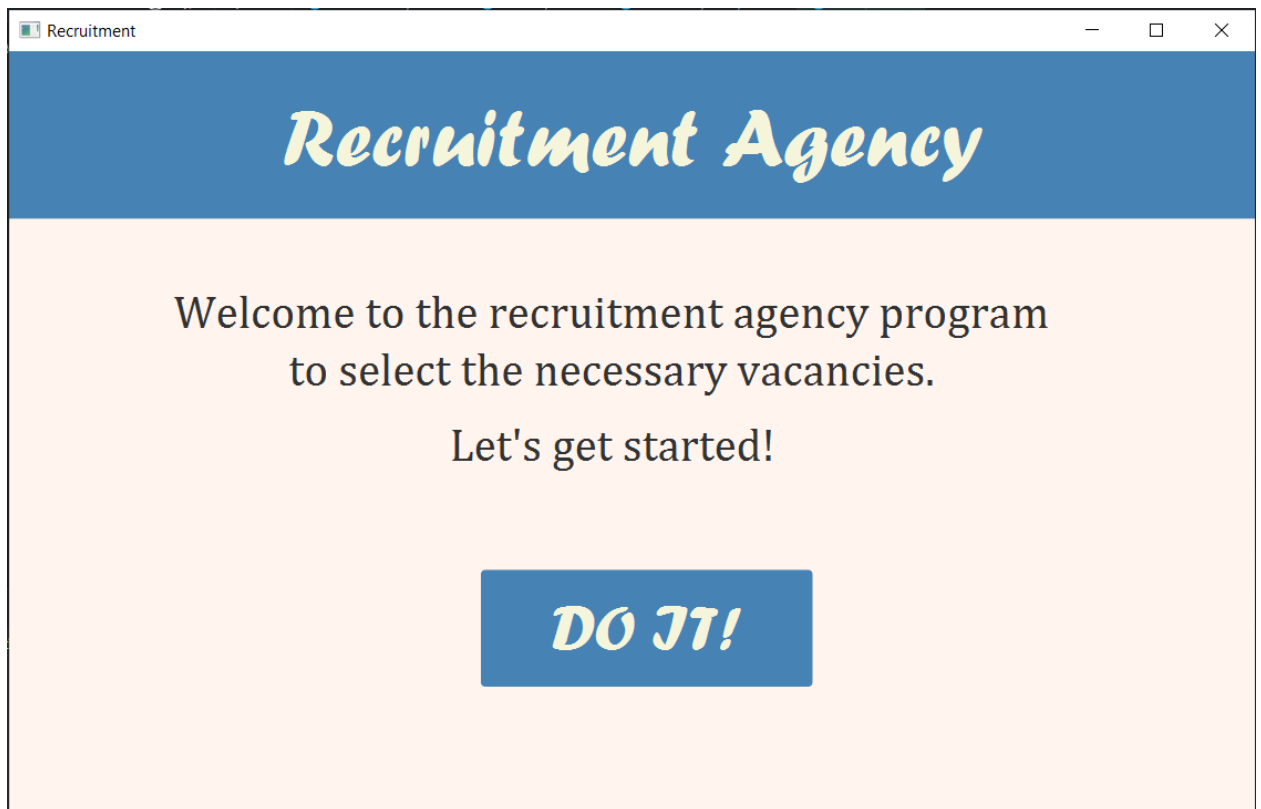 Recruitment
Recruitment Agency
Welcome to the recruitment agency program
to select the necessary vacancies.
Let's get started!
DO IT!